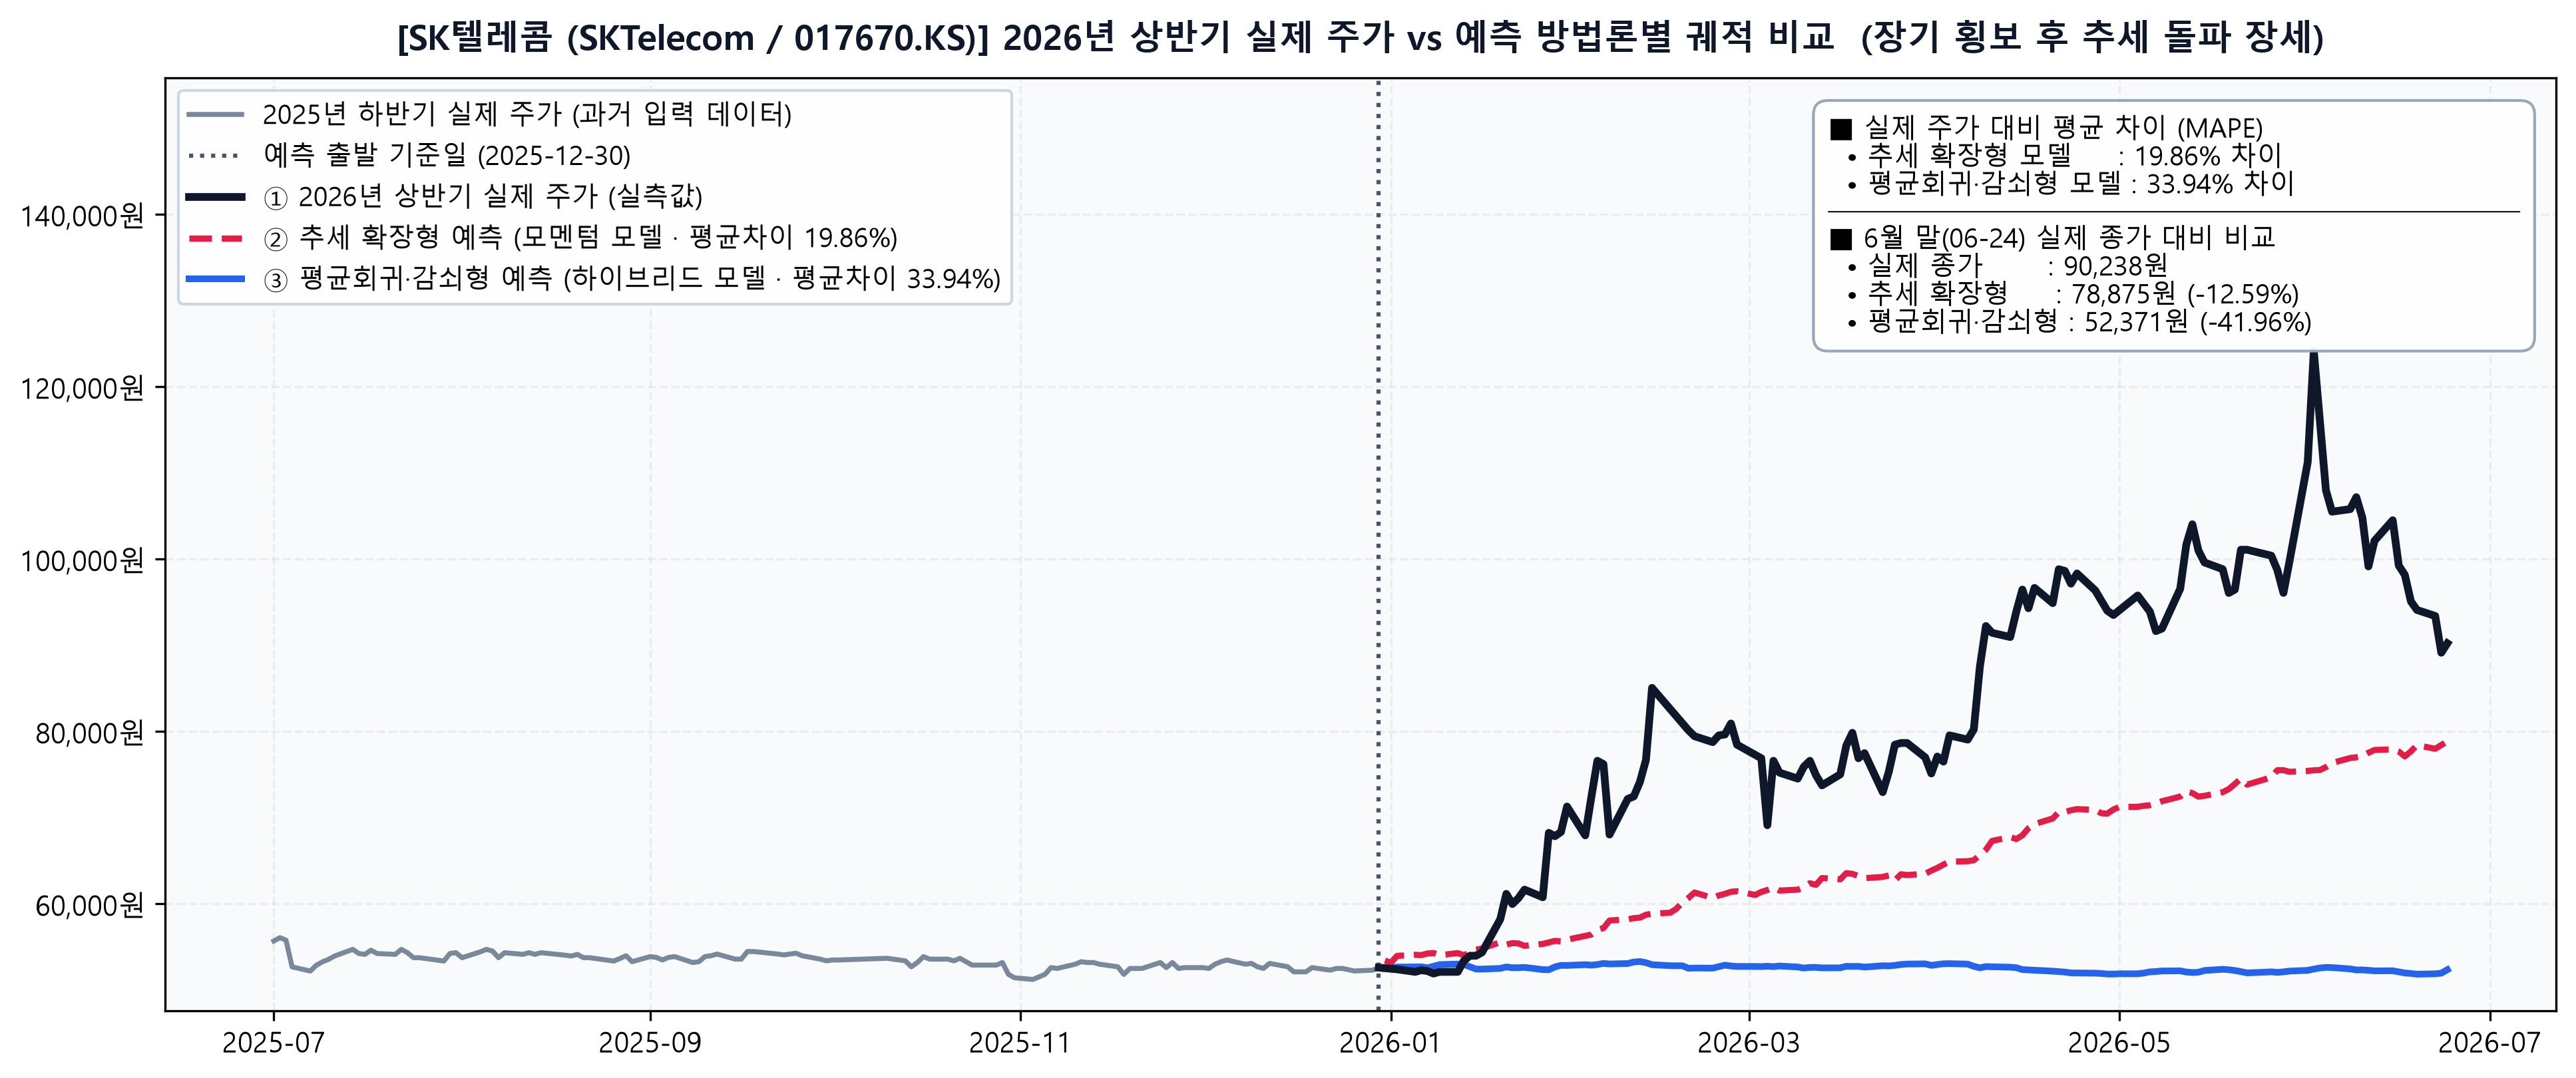 [SK텔레콤 (SKTelecom / 017670.KS)] 2026년 상반기 실제 주가 vs 예측 방법론별 궤적 비교 (장기 횡보 후 추세 돌파 장세)
2025년 하반기 실제 주가 (과거 입력 데이터)
예측 출발 기준일 (2025-12-30)
① 2026년 상반기 실제 주가 (실측값)
② 추세 확장형 예측 (모멘텀 모델 · 평균차이 19.86%)
③ 평균회귀·감쇠형 예측 (하이브리드 모델 · 평균차이 33.94%)
■ 실제 주가 대비 평균 차이 (MAPE)
• 추세 확장형 모델 : 19.86% 차이
• 평균회귀·감쇠형 모델 : 33.94% 차이
■ 6월 말(06-24) 실제 종가 대비 비교
• 실제 종가 : 90,238원
• 추세 확장형 : 78,875원 (-12.59%)
• 평균회귀·감쇠형 : 52,371원 (-41.96%)
140,000원
120,000원
100,000원
80,000원
60,000원
2025-07
2025-09
2025-11
2026-01
2026-03
2026-05
2026-07